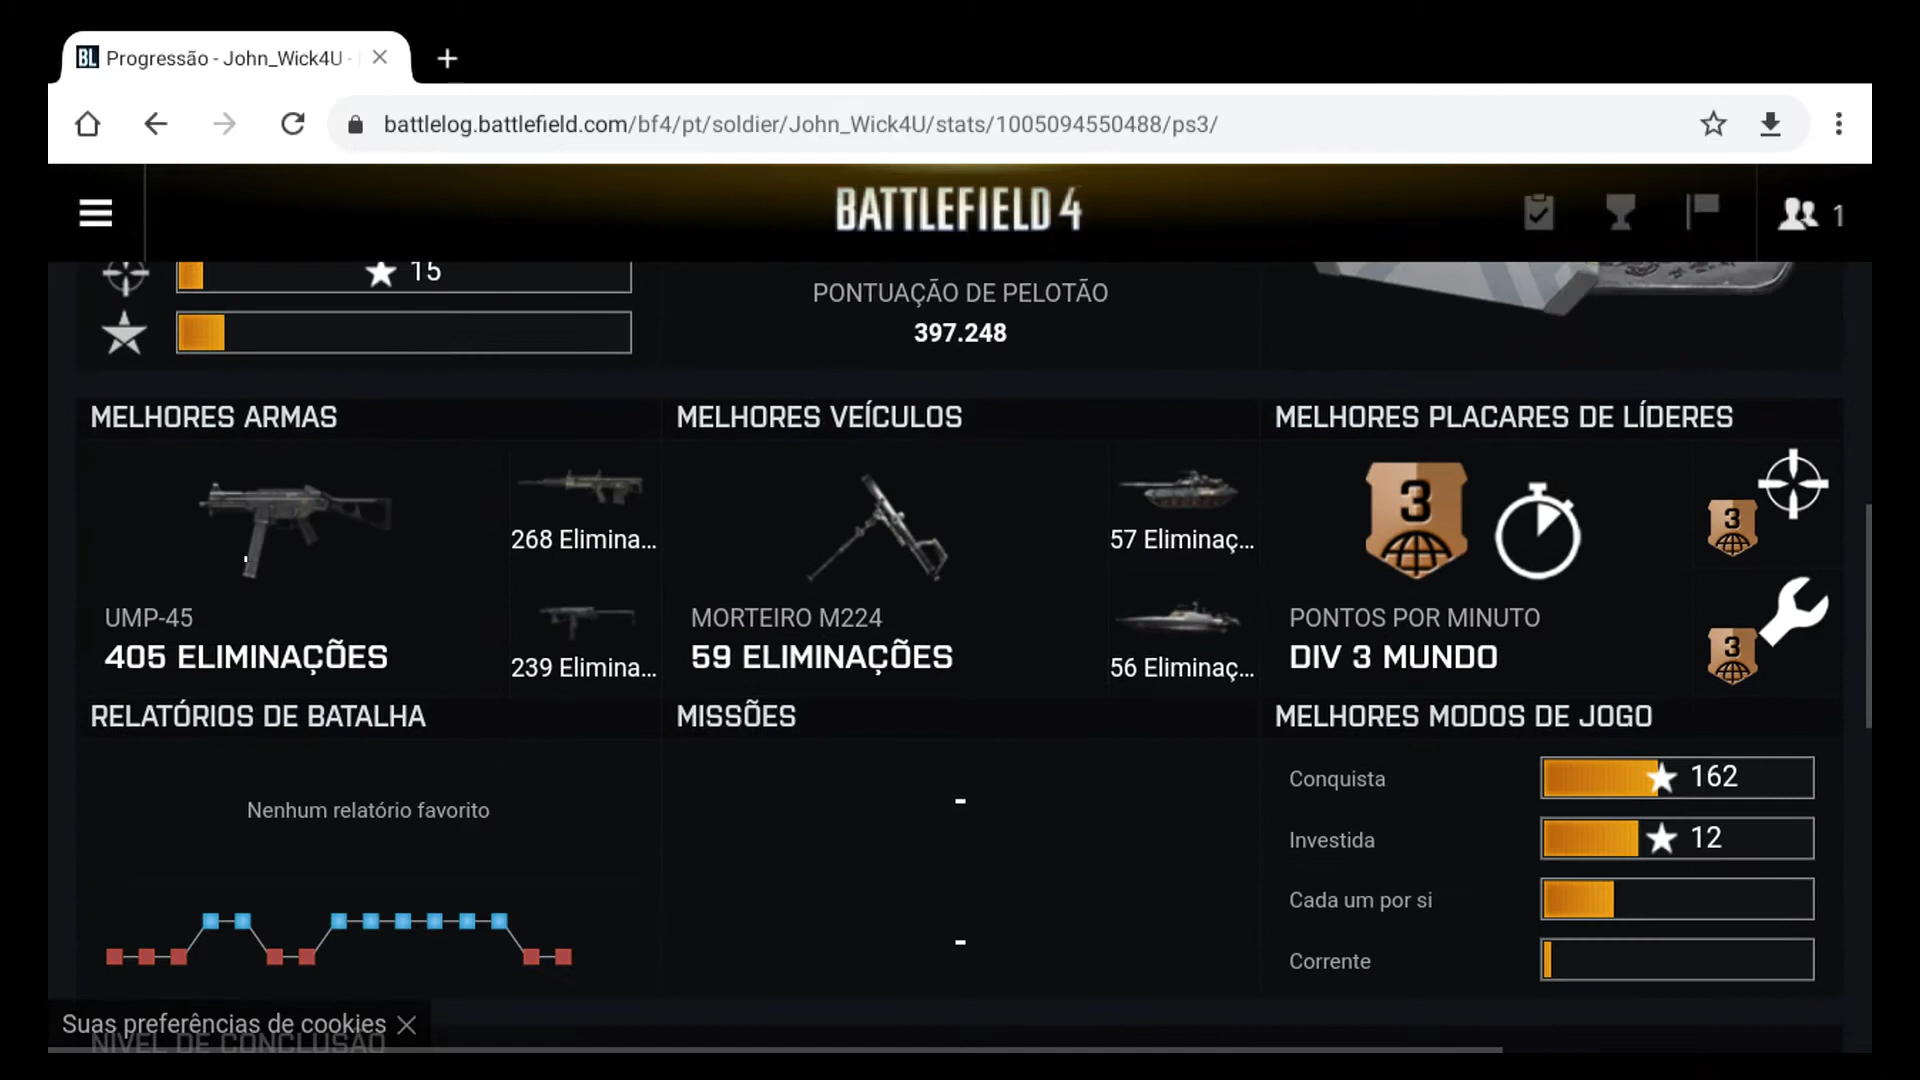 BL Progressão - John_Wick4U -
battlelog.battlefield.com/bf4/pt/soldier/John_Wick4U/stats/1005094550488/ps3/
BATTLEFIELD 4
1
15
PONTUAÇÃO DE PELOTÃO
397.248
MELHORES ARMAS
UMP-45
405 ELIMINAÇÕES
268 Elimina...
239 Elimina...
MELHORES VEÍCULOS
MORTEIRO M224
59 ELIMINAÇÕES
57 Eliminaç...
56 Eliminaç...
MELHORES PLACARES DE LÍDERES
3
PONTOS POR MINUTO
DIV 3 MUNDO
3
3
RELATÓRIOS DE BATALHA
Nenhum relatório favorito
MISSÕES
-
-
MELHORES MODOS DE JOGO
Conquista 162
Investida 12
Cada um por si
Corrente
Suas preferências de cookies
NÍVEL DE CONCLUSÃO